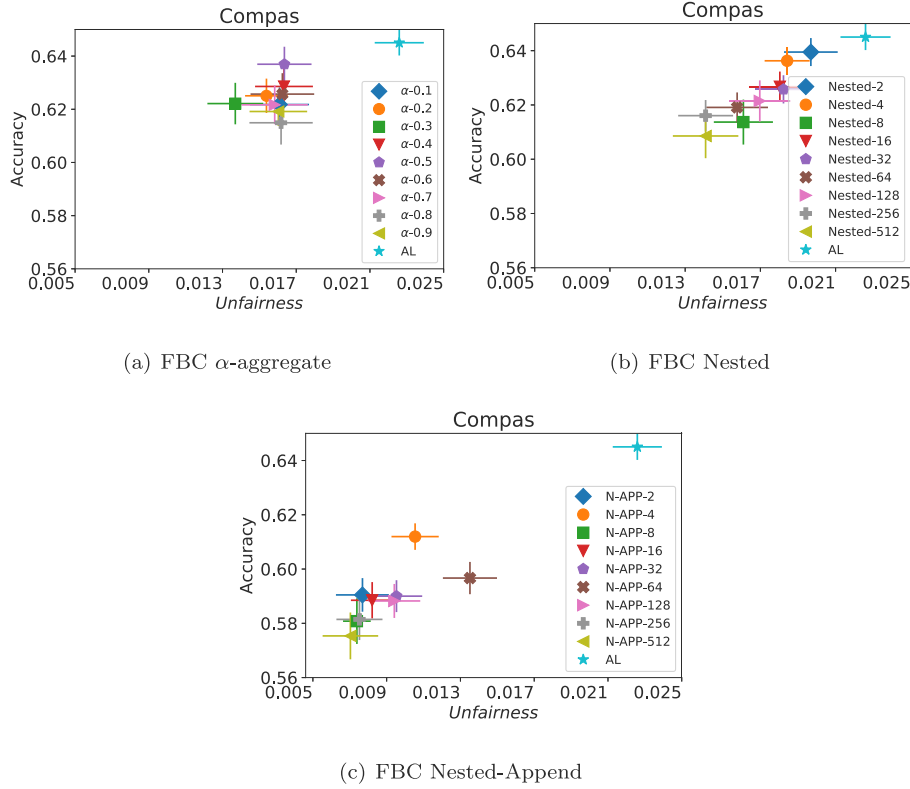 Compas
0.64
0.62
0.60
0.58
0.56
Accuracy
α-0.1
α-0.2
α-0.3
α-0.4
α-0.5
α-0.6
α-0.7
α-0.8
α-0.9
AL
0.005 0.009 0.013 0.017 0.021 0.025
Unfairness
(a) FBC α-aggregate
Compas
0.64
0.62
0.60
0.58
0.56
Accuracy
Nested-2
Nested-4
Nested-8
Nested-16
Nested-32
Nested-64
Nested-128
Nested-256
Nested-512
AL
0.005 0.009 0.013 0.017 0.021 0.025
Unfairness
(b) FBC Nested
Compas
0.64
0.62
0.60
0.58
0.56
Accuracy
N-APP-2
N-APP-4
N-APP-8
N-APP-16
N-APP-32
N-APP-64
N-APP-128
N-APP-256
N-APP-512
AL
0.005 0.009 0.013 0.017 0.021 0.025
Unfairness
(c) FBC Nested-Append